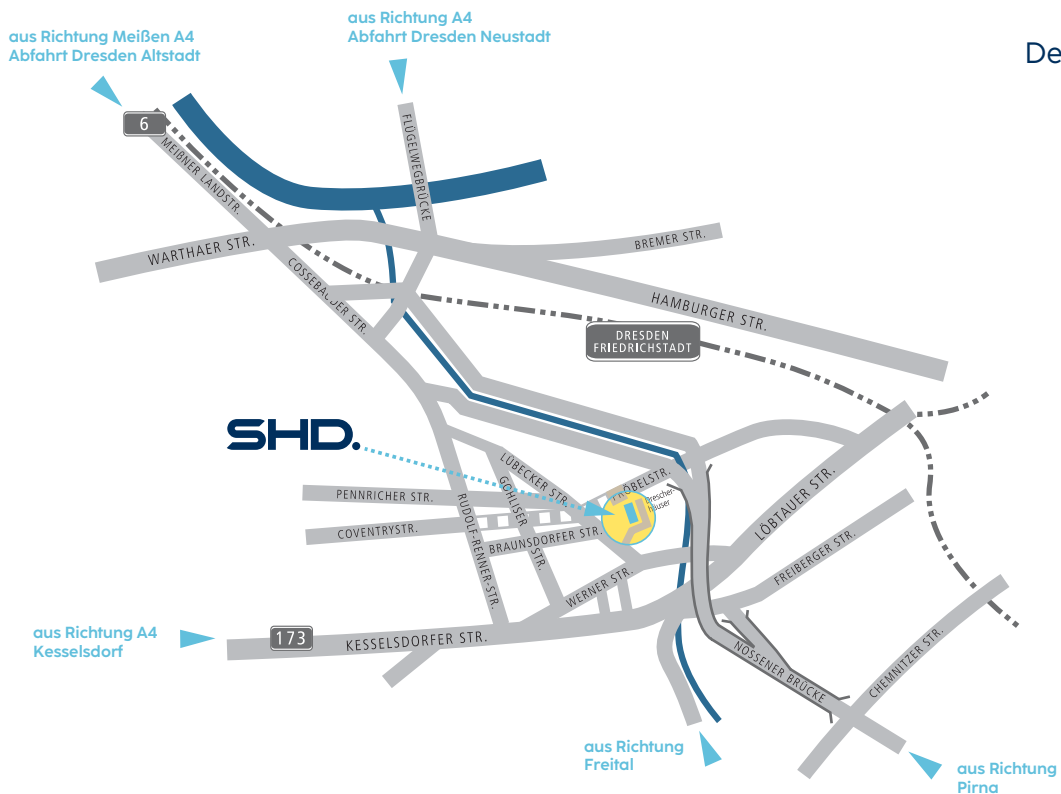 aus Richtung A4
Abfahrt Dresden Neustadt
aus Richtung Meißen A4
Abfahrt Dresden Altstadt
De
6
MEIßNER LANDSTR.
FLÜGELWEGBRÜCKE
WARTHAER STR.
BREMER STR.
COSSEBAUDER STR.
HAMBURGER STR.
DRESDEN
FRIEDRICHSTADT
SHD.
LÜBECKER STR.
FRÖBELSTR.
PENNRICHER STR.
GOHLISER STR.
RUDOLF-RENNER-STR.
Drescher-
häuser
COVENTRYSTR.
BRAUNSDORFER STR.
LÖBTAUER STR.
FREIBERGER STR.
WERNER STR.
aus Richtung A4
Kesselsdorf
173
KESSELSDORFER STR.
NOSSENER BRÜCKE
CHEMNITZER STR.
aus Richtung
Freital
aus Richtung
Pirna